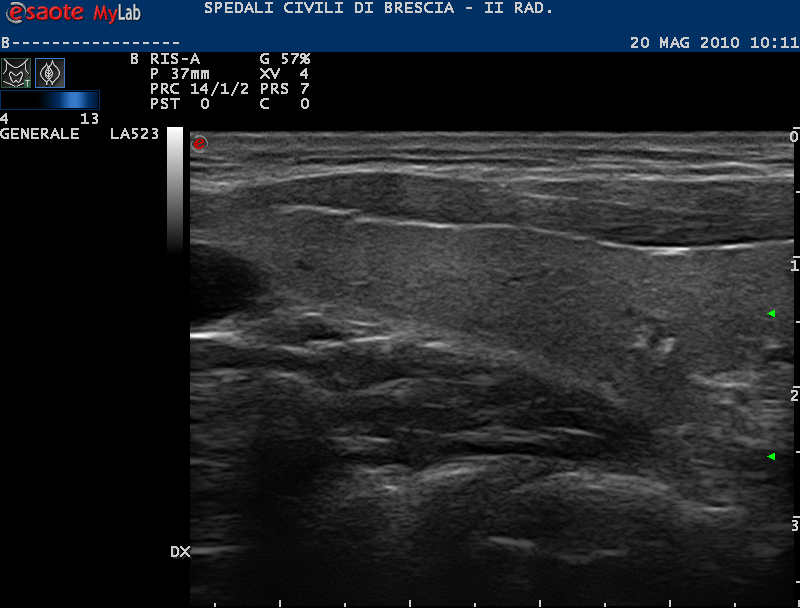 esaote MyLab
SPEDALI CIVILI DI BRESCIA - II RAD.
B
20 MAG 2010 10:11
B RIS-A G 57%
P 37mm XV 4
PRC 14/1/2 PRS 7
PST 0 C 0
T
4 13
GENERALE LA523
e
0
1
2
3
DX